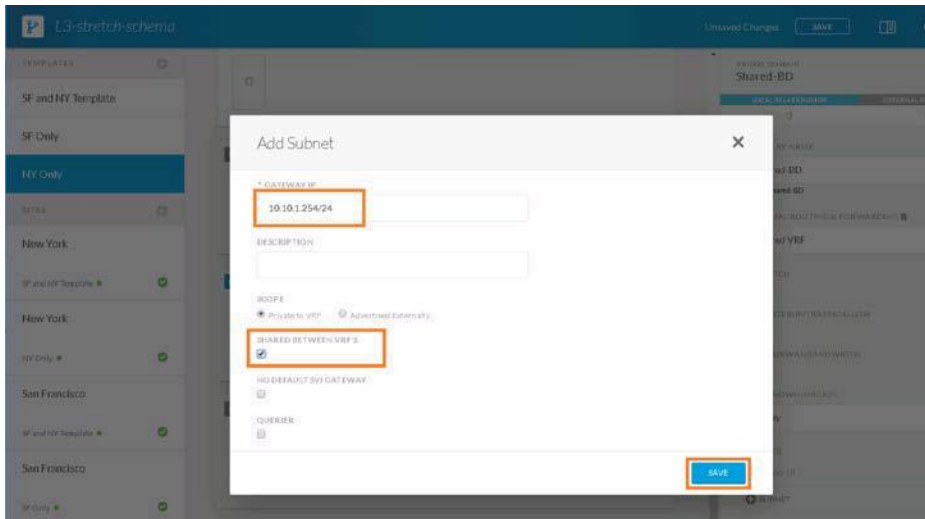 L3-stretch-schema
Unsaved Changes
SAVE
TEMPLATES
SF and NY Template
SF Only
NY Only
SITES
New York
SF and NY Template
New York
NY Only
San Francisco
SF and NY Template
San Francisco
SF Only
Add Subnet
* GATEWAY IP
10.10.1.254/24
DESCRIPTION
SCOPE
Private to VRF
Advertised Externally
SHARED BETWEEN VRF'S
NO DEFAULT SVI GATEWAY
QUERIER
SAVE
Shared-BD
SUBNET